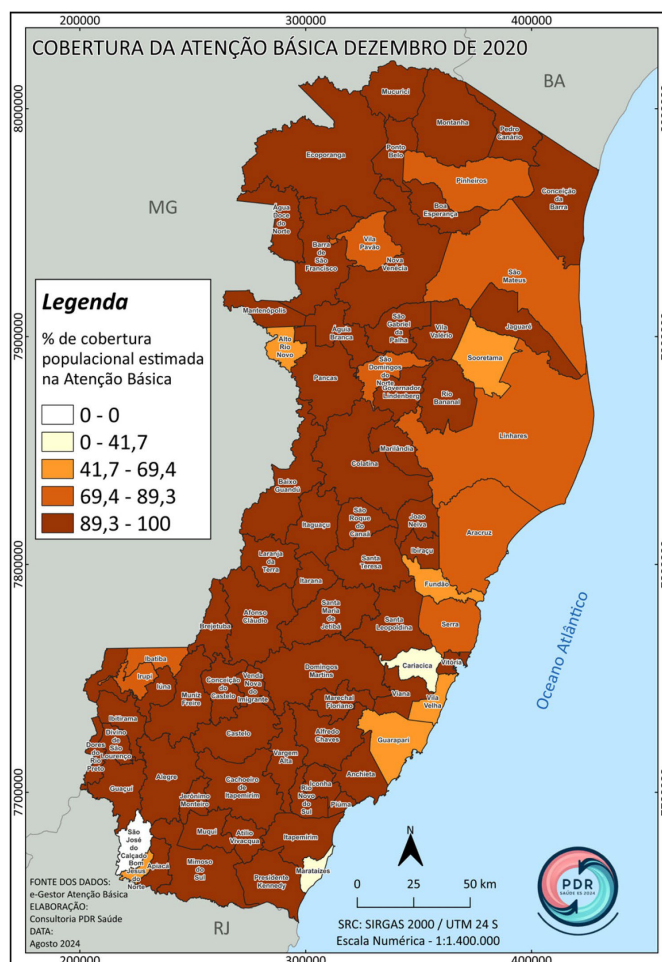 200000 300000 400000
COBERTURA DA ATENÇÃO BÁSICA DEZEMBRO DE 2020
BA
MG
RJ
8000000
7900000
7800000
7700000
Mucurici
Montanha
Pedro
Canário
Ponto
Belo
Ecoporanga
Pinheiros
Conceição
da
Barra
Boa
Esperança
Água
Doce
do
Norte
Vila
Pavão
Barra
de
São
Francisco
Nova
Venécia
São
Mateus
Mantenópolis
Águia
Branca
São
Gabriel
da
Palha
Vila
Valério
Jaguaré
Alto
Rio
Novo
Sooretama
Pancas
São
Domingos
do
Norte
Governador
Lindenberg
Rio
Bananal
Linhares
Legenda
% de cobertura
populacional estimada
na Atenção Básica
0 - 0
0 - 41,7
41,7 - 69,4
69,4 - 89,3
89,3 - 100
Marilândia
Colatina
Baixo
Guandú
Itaguaçu
São
Roque
do
Canaã
Joao
Neiva
Aracruz
Ibiraçu
Laranja
da
Terra
Santa
Teresa
Itarana
Fundão
Afonso
Cláudio
Santa
Maria
de
Jotibá
Santa
Leopoldina
Serra
Brejetuba
Cariacica
Vitória
Ibatiba
Irupi
Iúna
Conceição
do
Castelo
Venda
Nova
do
Imigrante
Domingos
Martins
Viana
Vila
Velha
Muniz
Freire
Marechal
Floriano
Ibitirama
Divino
de
São
Lourenço
Dores
do
Rio
Preto
Castelo
Alfredo
Chaves
Guarapari
Vargem
Alta
Guaçuí
Alegre
Cachoeiro
de
Itapemirim
Anchieta
Iconha
Rio
Novo
do
Sul
Piúma
Jerônimo
Monteiro
São
José
do
Calçado
Bom
Jesus
do
Norte
Apiacá
Muqui
Atilio
Vivacqua
Itapemirim
Mimoso
do
Sul
Presidente
Kennedy
Marataizes
Oceano Atlântico
N
0 25 50 km
SRC: SIRGAS 2000 / UTM 24 S
Escala Numérica - 1:1.400.000
PDR
SAÚDE ES 2024
FONTE DOS DADOS:
e-Gestor Atenção Básica
ELABORAÇÃO:
Consultoria PDR Saúde
DATA:
Agosto 2024
200000 300000 400000